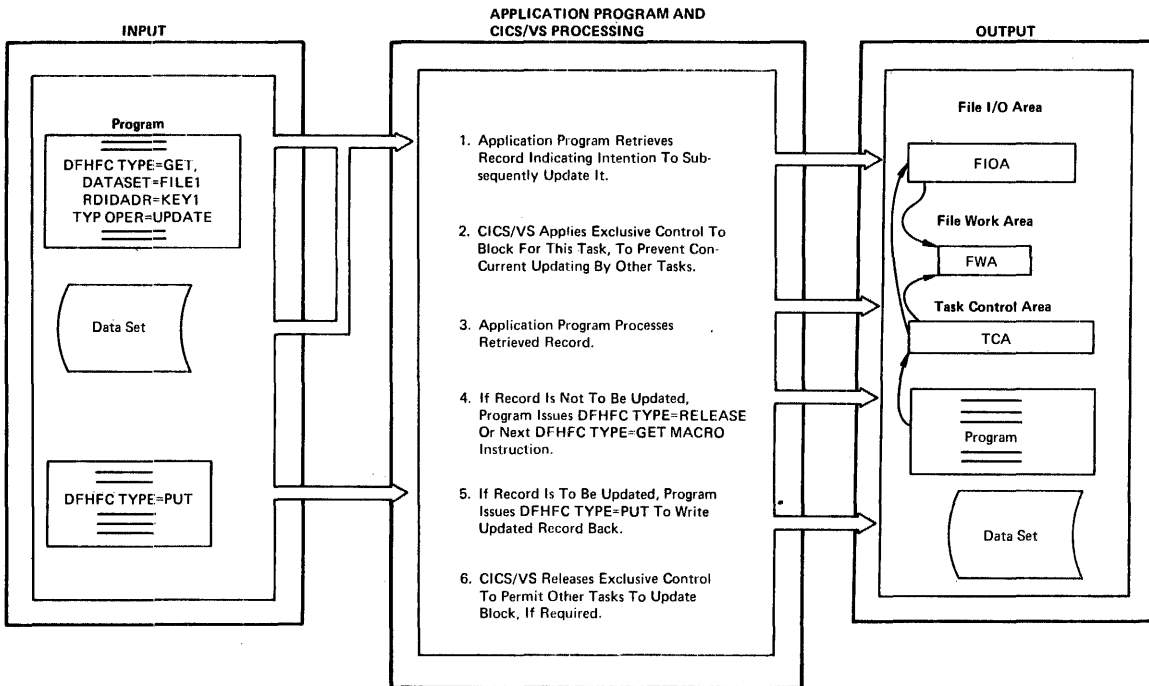 INPUT
Program
DFHFC TYPE=GET,
DATASET=FILE1
RDIDADR=KEY1
TYP OPER=UPDATE
Data Set
DFHFC TYPE=PUT
APPLICATION PROGRAM AND
CICS/VS PROCESSING
1. Application Program Retrieves
Record Indicating Intention To Sub-
sequently Update It.
2. CICS/VS Applies Exclusive Control To
Block For This Task, To Prevent Con-
Current Updating By Other Tasks.
3. Application Program Processes
Retrieved Record.
4. If Record Is Not To Be Updated,
Program Issues DFHFC TYPE=RELEASE
Or Next DFHFC TYPE=GET MACRO
Instruction.
5. If Record Is To Be Updated, Program
Issues DFHFC TYPE=PUT To Write
Updated Record Back.
6. CICS/VS Releases Exclusive Control
To Permit Other Tasks To Update
Block, If Required.
OUTPUT
File I/O Area
FIOA
File Work Area
FWA
Task Control Area
TCA
Program
Data Set